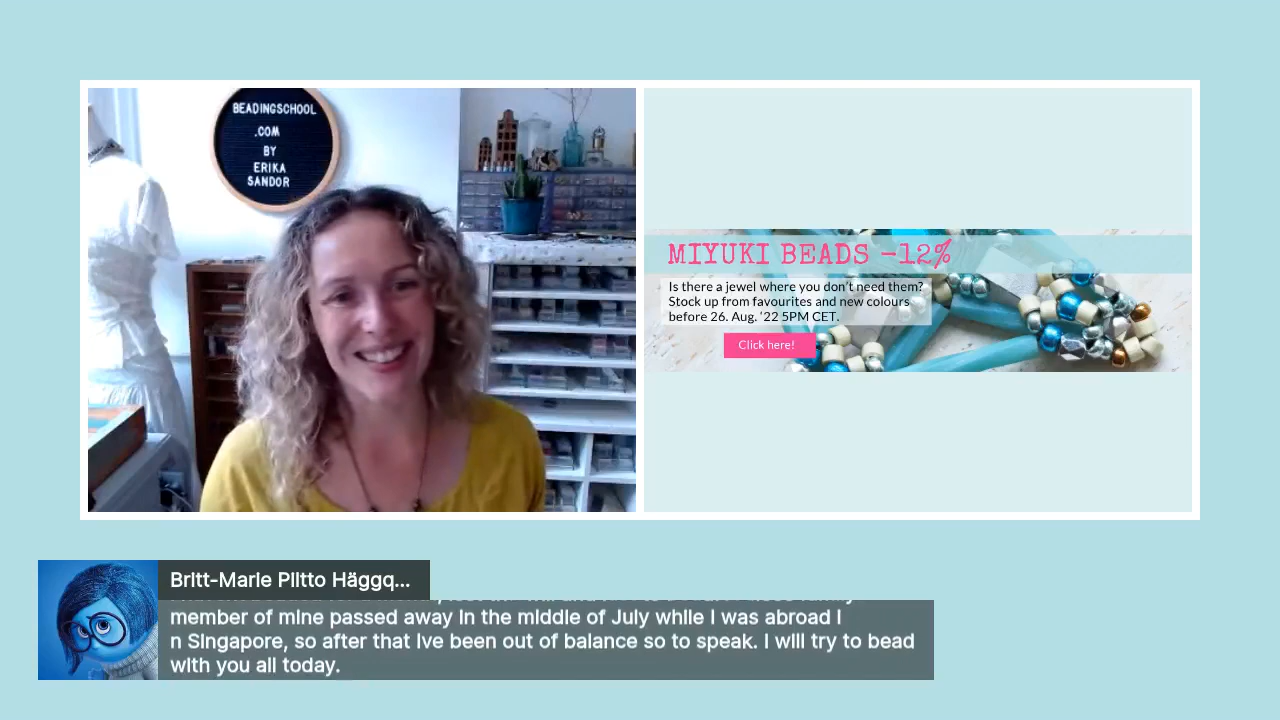 BEADINGSCHOOL
.COM
BY
ERIKA
SANDOR
MIYUKI BEADS -12%
Is there a jewel where you don't need them?
Stock up from favourites and new colours
before 26. Aug. '22 5PM CET.
Click here!
Britt-Marie Piitto Häggq...
member of mine passed away in the middle of July while I was abroad I
n Singapore, so after that ive been out of balance so to speak. I will try to bead
with you all today.